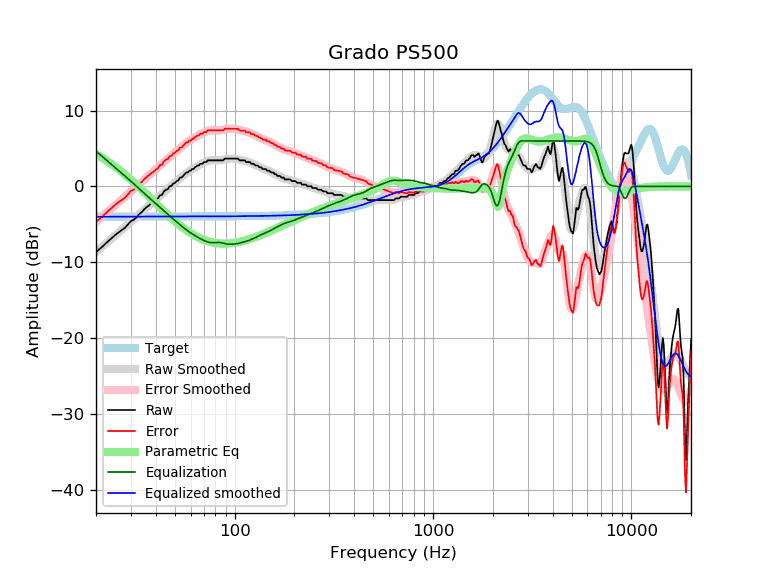 Grado PS500
Amplitude (dBr)
10
0
−10
−20
−30
−40
Target
Raw Smoothed
Error Smoothed
Raw
Error
Parametric Eq
Equalization
Equalized smoothed
100
1000
10000
Frequency (Hz)